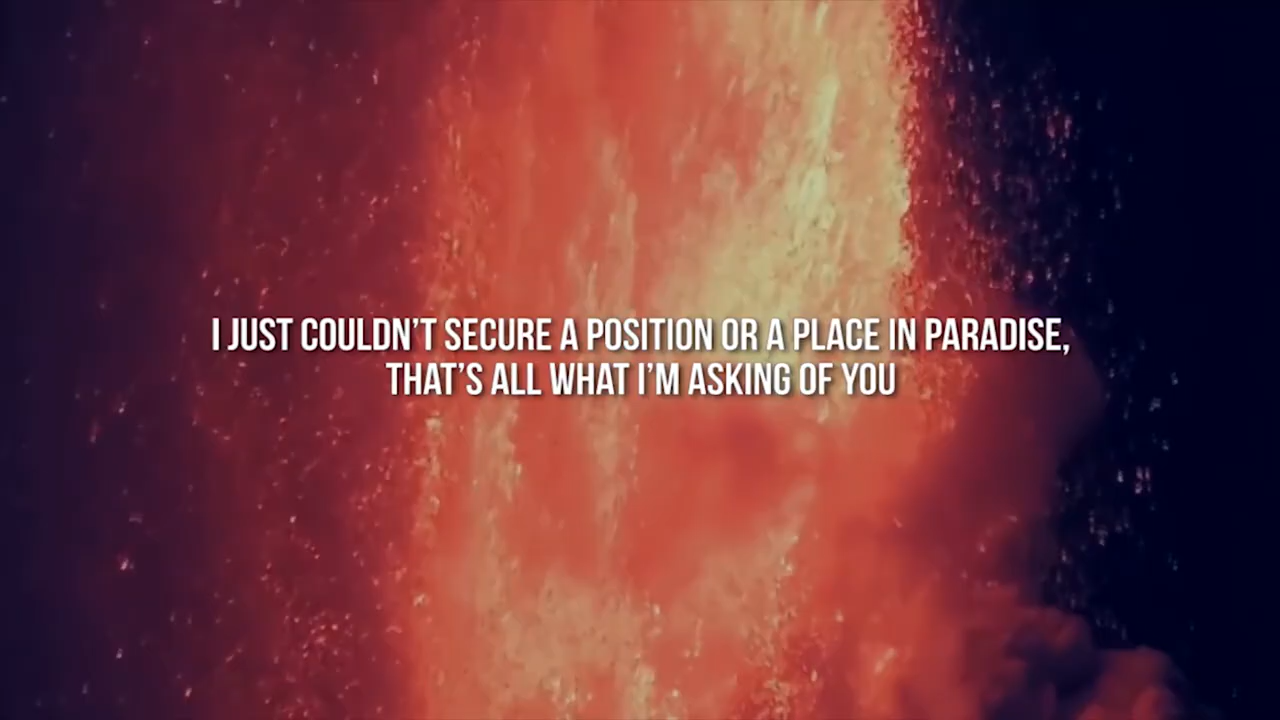 I JUST COULDN'T SECURE A POSITION OR A PLACE IN PARADISE,
THAT'S ALL WHAT I'M ASKING OF YOU